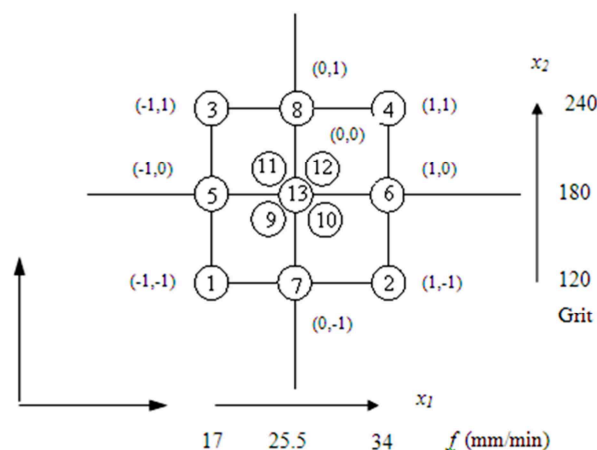 (0,1)
x2
(-1,1) 3 8 4 (1,1) 240
(0,0)
(-1,0) 11 12 (1,0)
5 13 6 180
9 10
(-1,-1) 1 7 2 (1,-1) 120
Grit
(0,-1)
x1
17 25.5 34 f (mm/min)